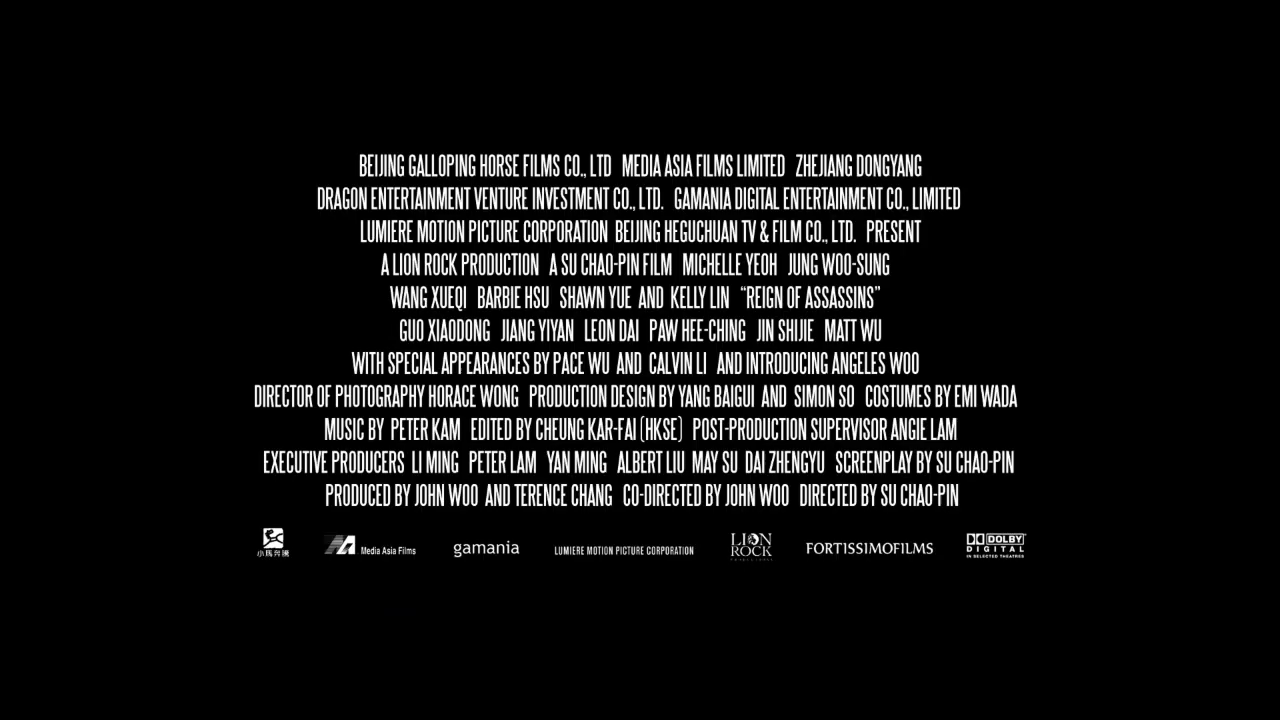 BEIJING GALLOPING HORSE FILMS CO., LTD MEDIA ASIA FILMS LIMITED ZHEJIANG DONGYANG
DRAGON ENTERTAINMENT VENTURE INVESTMENT CO., LTD. GAMANIA DIGITAL ENTERTAINMENT CO., LIMITED
LUMIERE MOTION PICTURE CORPORATION BEIJING HEGUCHUAN TV & FILM CO., LTD. PRESENT
A LION ROCK PRODUCTION A SU CHAO-PIN FILM MICHELLE YEOH JUNG WOO-SUNG
WANG XUEQI BARBIE HSU SHAWN YUE AND KELLY LIN “REIGN OF ASSASSINS”
GUO XIAODONG JIANG YIYAN LEON DAI PAW HEE-CHING JIN SHIJIE MATT WU
WITH SPECIAL APPEARANCES BY PACE WU AND CALVIN LI AND INTRODUCING ANGELES WOO
DIRECTOR OF PHOTOGRAPHY HORACE WONG PRODUCTION DESIGN BY YANG BAIGUI AND SIMON SO COSTUMES BY EMI WADA
MUSIC BY PETER KAM EDITED BY CHEUNG KAR-FAI (HKSE) POST-PRODUCTION SUPERVISOR ANGIE LAM
EXECUTIVE PRODUCERS LI MING PETER LAM YAN MING ALBERT LIU MAY SU DAI ZHENGYU SCREENPLAY BY SU CHAO-PIN
PRODUCED BY JOHN WOO AND TERENCE CHANG CO-DIRECTED BY JOHN WOO DIRECTED BY SU CHAO-PIN
小馬奔騰
Media Asia Films
gamania
LUMIERE MOTION PICTURE CORPORATION
LION
ROCK
PRODUCTIONS
FORTISSIMOFILMS
DOLBY
DIGITAL
IN SELECTED THEATRES